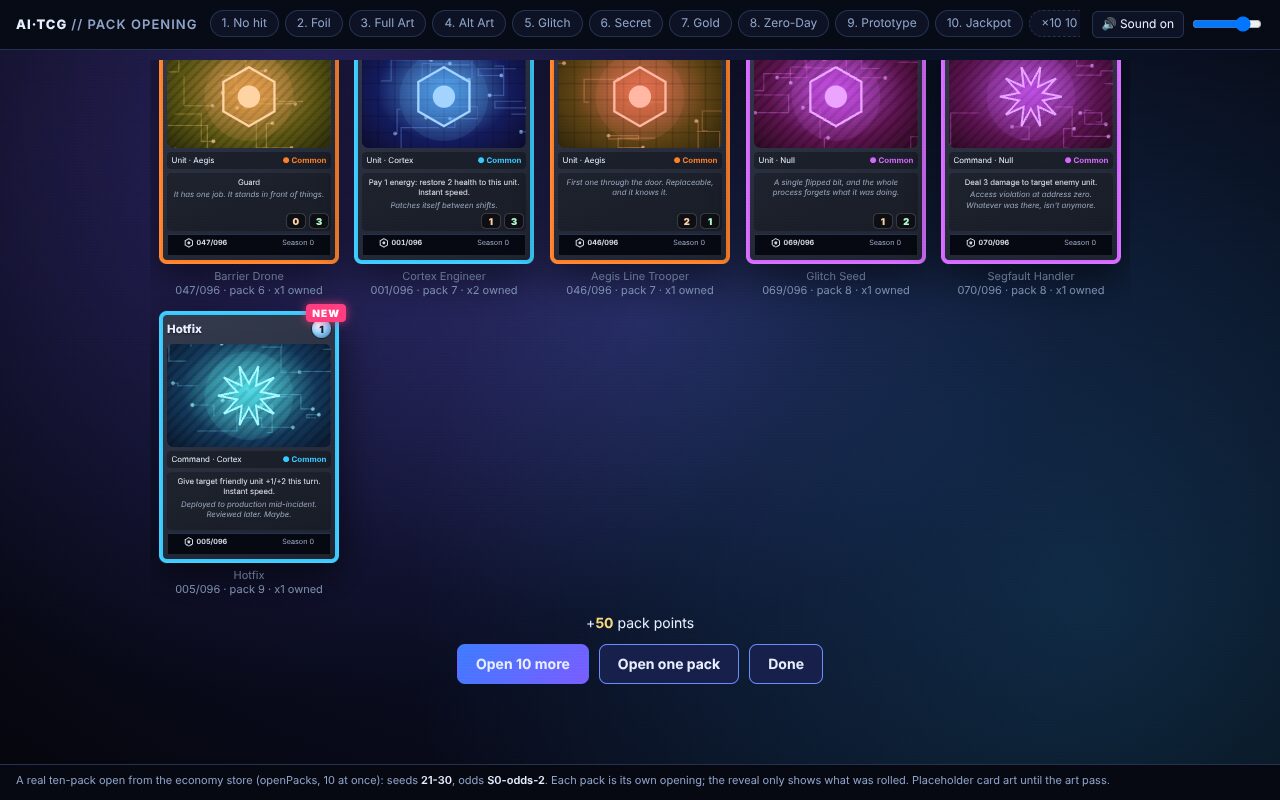 AI·TCG // PACK OPENING
1. No hit
2. Foil
3. Full Art
4. Alt Art
5. Glitch
6. Secret
7. Gold
8. Zero-Day
9. Prototype
10. Jackpot
×10 10
🔊 Sound on
Unit · Aegis
Common
Guard
It has one job. It stands in front of things.
0 3
047/096 Season 0
Barrier Drone
047/096 · pack 6 · x1 owned
Unit · Cortex
Common
Pay 1 energy: restore 2 health to this unit.
Instant speed.
Patches itself between shifts.
1 3
001/096 Season 0
Cortex Engineer
001/096 · pack 7 · x2 owned
Unit · Aegis
Common
First one through the door. Replaceable,
and it knows it.
2 1
046/096 Season 0
Aegis Line Trooper
046/096 · pack 7 · x1 owned
Unit · Null
Common
A single flipped bit, and the whole
process forgets what it was doing.
1 2
069/096 Season 0
Glitch Seed
069/096 · pack 8 · x1 owned
Command · Null
Common
Deal 3 damage to target enemy unit.
Access violation at address zero.
Whatever was there, isn't anymore.
070/096 Season 0
Segfault Handler
070/096 · pack 8 · x1 owned
NEW
Hotfix
1
Command · Cortex
Common
Give target friendly unit +1/+2 this turn.
Instant speed.
Deployed to production mid-incident.
Reviewed later. Maybe.
005/096 Season 0
Hotfix
005/096 · pack 9 · x1 owned
+50 pack points
Open 10 more
Open one pack
Done
A real ten-pack open from the economy store (openPacks, 10 at once): seeds 21-30, odds S0-odds-2. Each pack is its own opening; the reveal only shows what was rolled. Placeholder card art until the art pass.